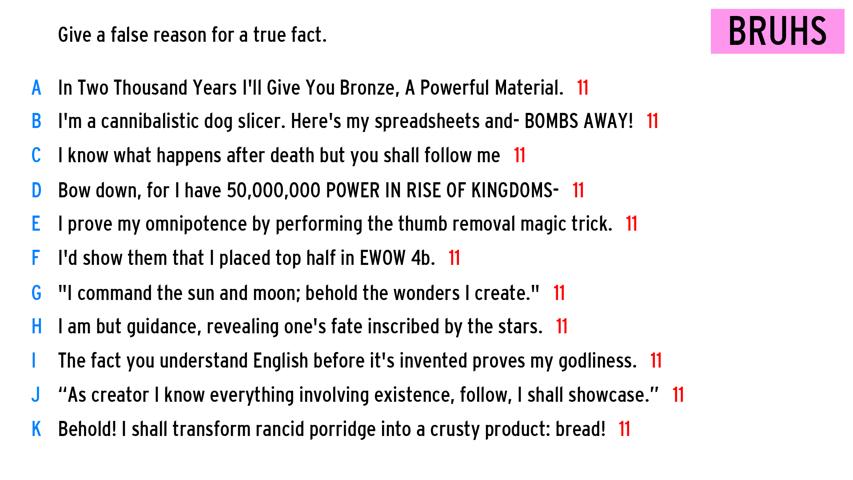 Give a false reason for a true fact.
BRUHS
A In Two Thousand Years I'll Give You Bronze, A Powerful Material. 11
B I'm a cannibalistic dog slicer. Here's my spreadsheets and- BOMBS AWAY! 11
C I know what happens after death but you shall follow me 11
D Bow down, for I have 50,000,000 POWER IN RISE OF KINGDOMS- 11
E I prove my omnipotence by performing the thumb removal magic trick. 11
F I'd show them that I placed top half in EWOW 4b. 11
G "I command the sun and moon; behold the wonders I create." 11
H I am but guidance, revealing one's fate inscribed by the stars. 11
I The fact you understand English before it's invented proves my godliness. 11
J “As creator I know everything involving existence, follow, I shall showcase.” 11
K Behold! I shall transform rancid porridge into a crusty product: bread! 11